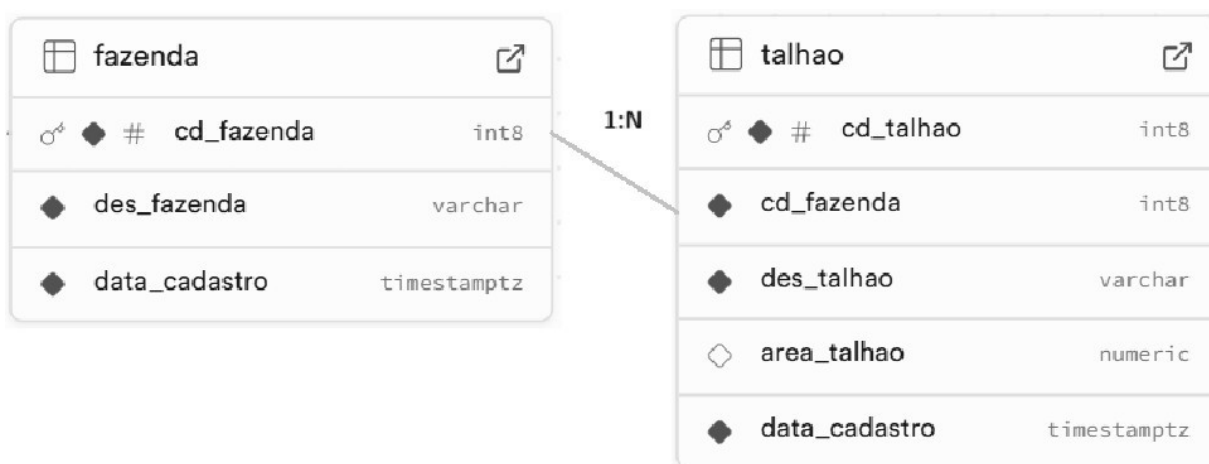 fazenda
# cd_fazenda int8
des_fazenda varchar
data_cadastro timestamptz
1:N
talhao
# cd_talhao int8
cd_fazenda int8
des_talhao varchar
area_talhao numeric
data_cadastro timestamptz